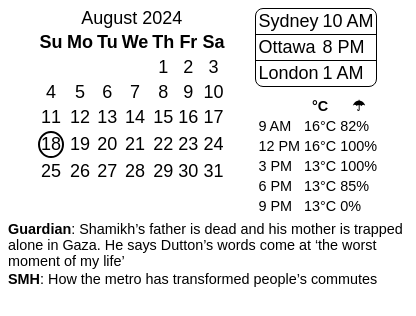 August 2024
Su Mo Tu We Th Fr Sa
1 2 3
4 5 6 7 8 9 10
11 12 13 14 15 16 17
18 19 20 21 22 23 24
25 26 27 28 29 30 31
Sydney 10 AM
Ottawa 8 PM
London 1 AM
°C ☂
9 AM 16°C 82%
12 PM 16°C 100%
3 PM 13°C 100%
6 PM 13°C 85%
9 PM 13°C 0%
Guardian: Shamikh’s father is dead and his mother is trapped
alone in Gaza. He says Dutton’s words come at ‘the worst
moment of my life’
SMH: How the metro has transformed people’s commutes